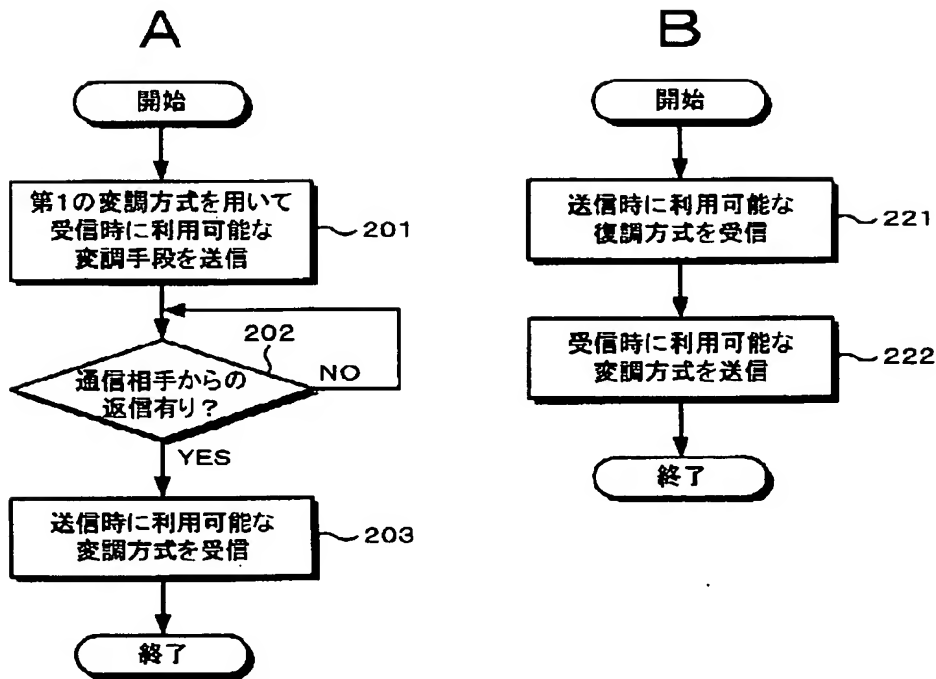 A
開始
第1の変調方式を用いて
受信時に利用可能な
変調手段を送信
201
202
通信相手からの
返信有り？
NO
YES
送信時に利用可能な
変調方式を受信
203
終了
B
開始
送信時に利用可能な
復調方式を受信
221
受信時に利用可能な
変調方式を送信
222
終了